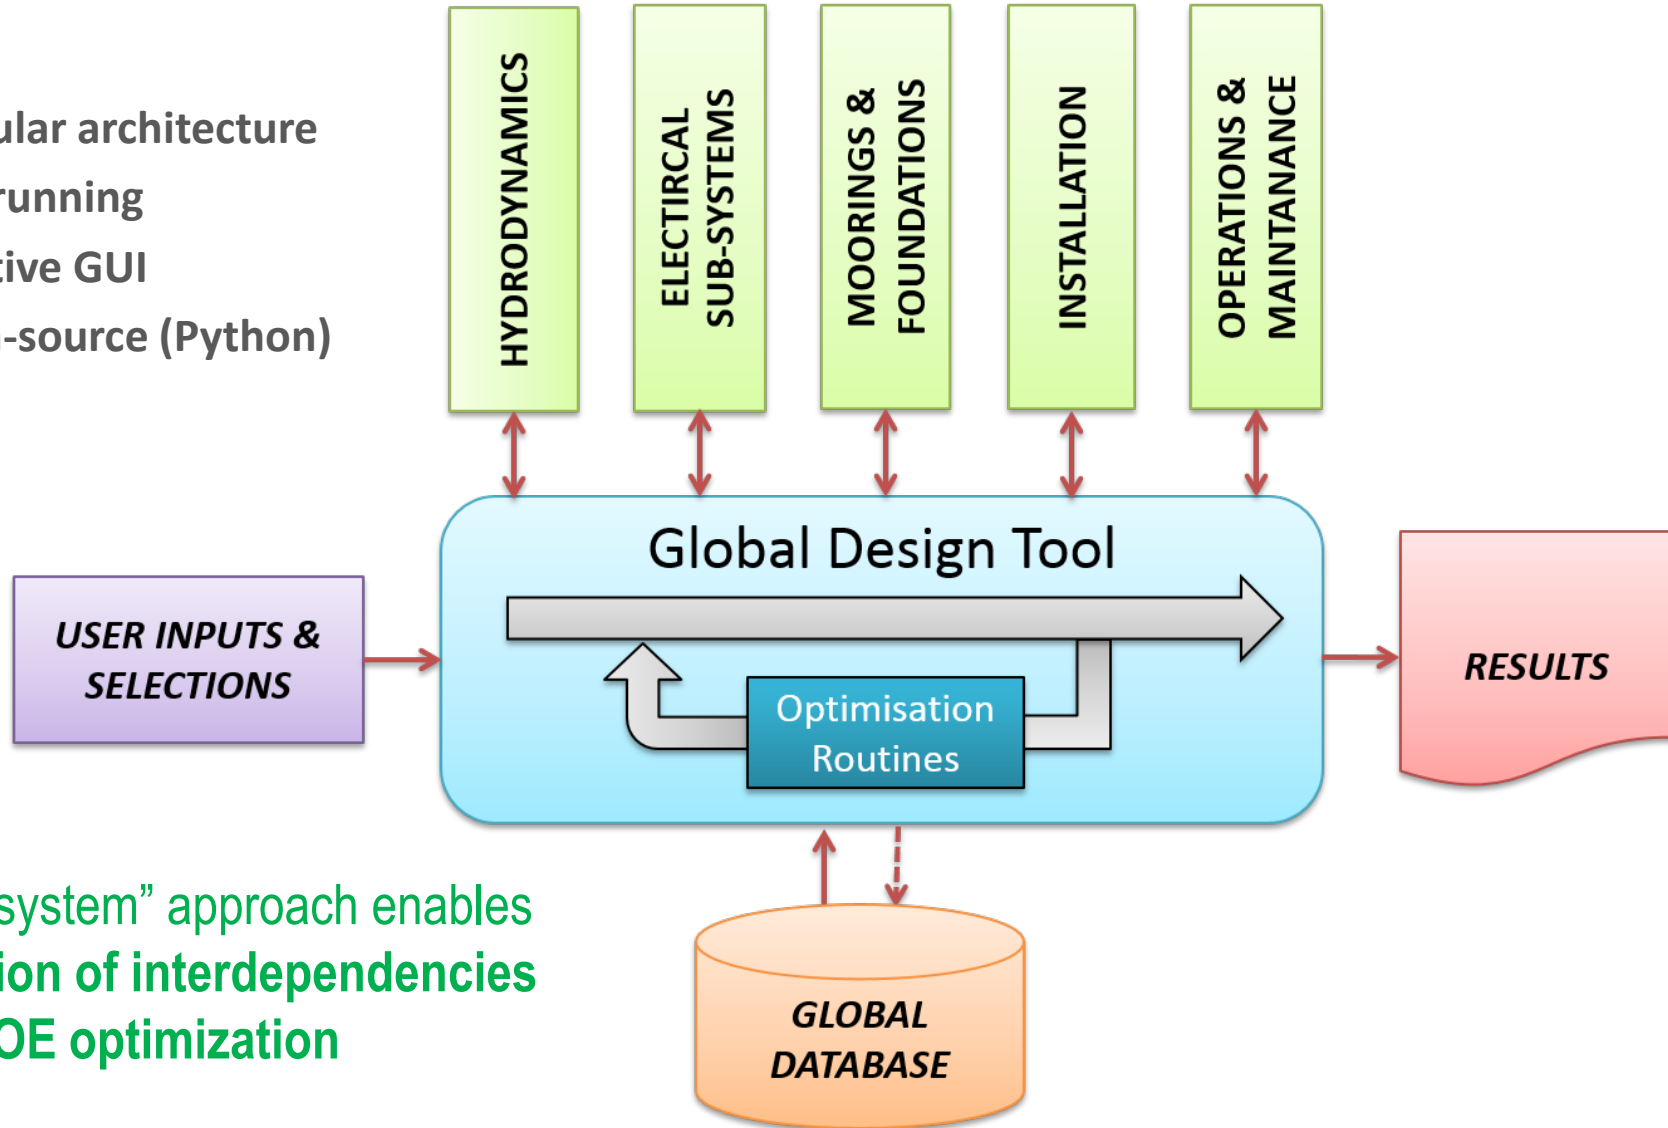 HYDRODYNAMICS
ELECTIRCAL
SUB-SYSTEMS
MOORINGS &
FOUNDATIONS
INSTALLATION
OPERATIONS &
MAINTANANCE
ular architecture
running
tive GUI
-source (Python)
Global Design Tool
USER INPUTS &
SELECTIONS
Optimisation
Routines
RESULTS
system” approach enables
ion of interdependencies
OE optimization
GLOBAL
DATABASE